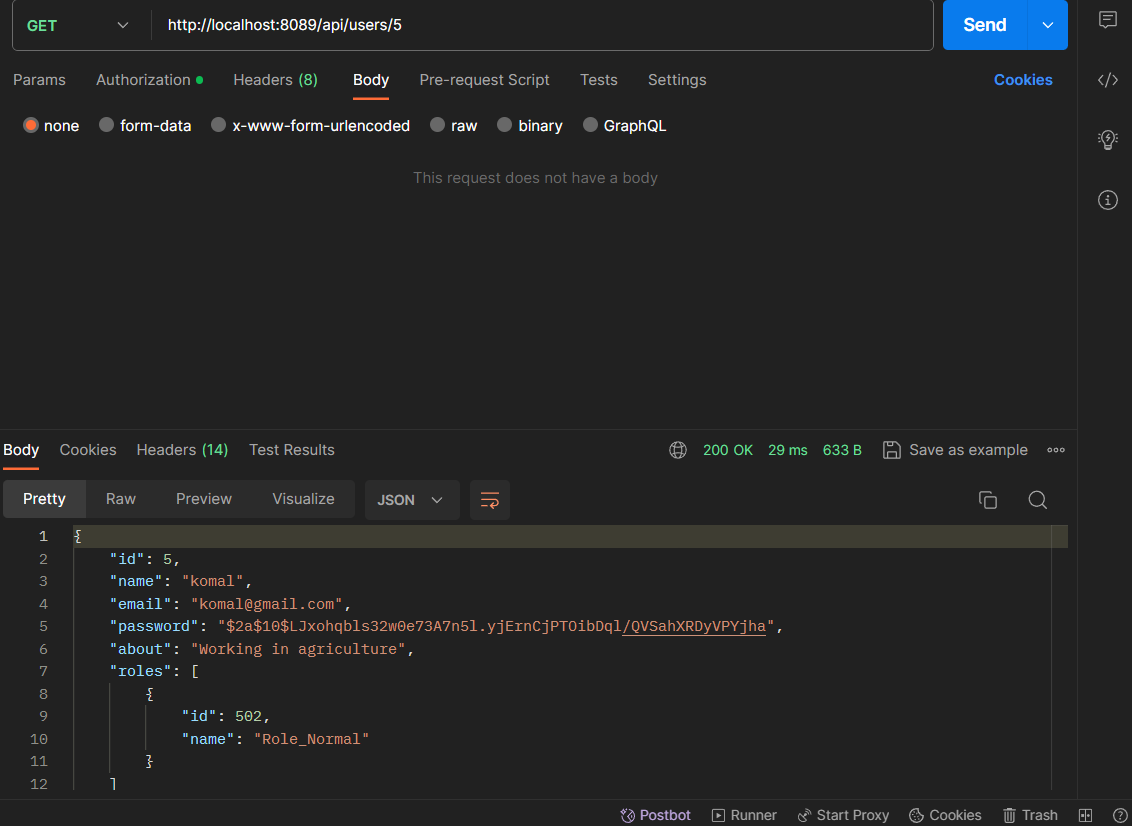 GET http://localhost:8089/api/users/5 Send
Params Authorization Headers (8) Body Pre-request Script Tests Settings Cookies
none form-data x-www-form-urlencoded raw binary GraphQL
This request does not have a body
Body Cookies Headers (14) Test Results 200 OK 29 ms 633 B Save as example
Pretty Raw Preview Visualize JSON
1 {
2 "id": 5,
3 "name": "komal",
4 "email": "komal@gmail.com",
5 "password": "$2a$10$LJxohqbls32w0e73A7n5l.yjErnCjPTOibDql/QVSahXRDyVPYjha",
6 "about": "Working in agriculture",
7 "roles": [
8 {
9 "id": 502,
10 "name": "Role_Normal"
11 }
12 ]
Postbot Runner Start Proxy Cookies Trash